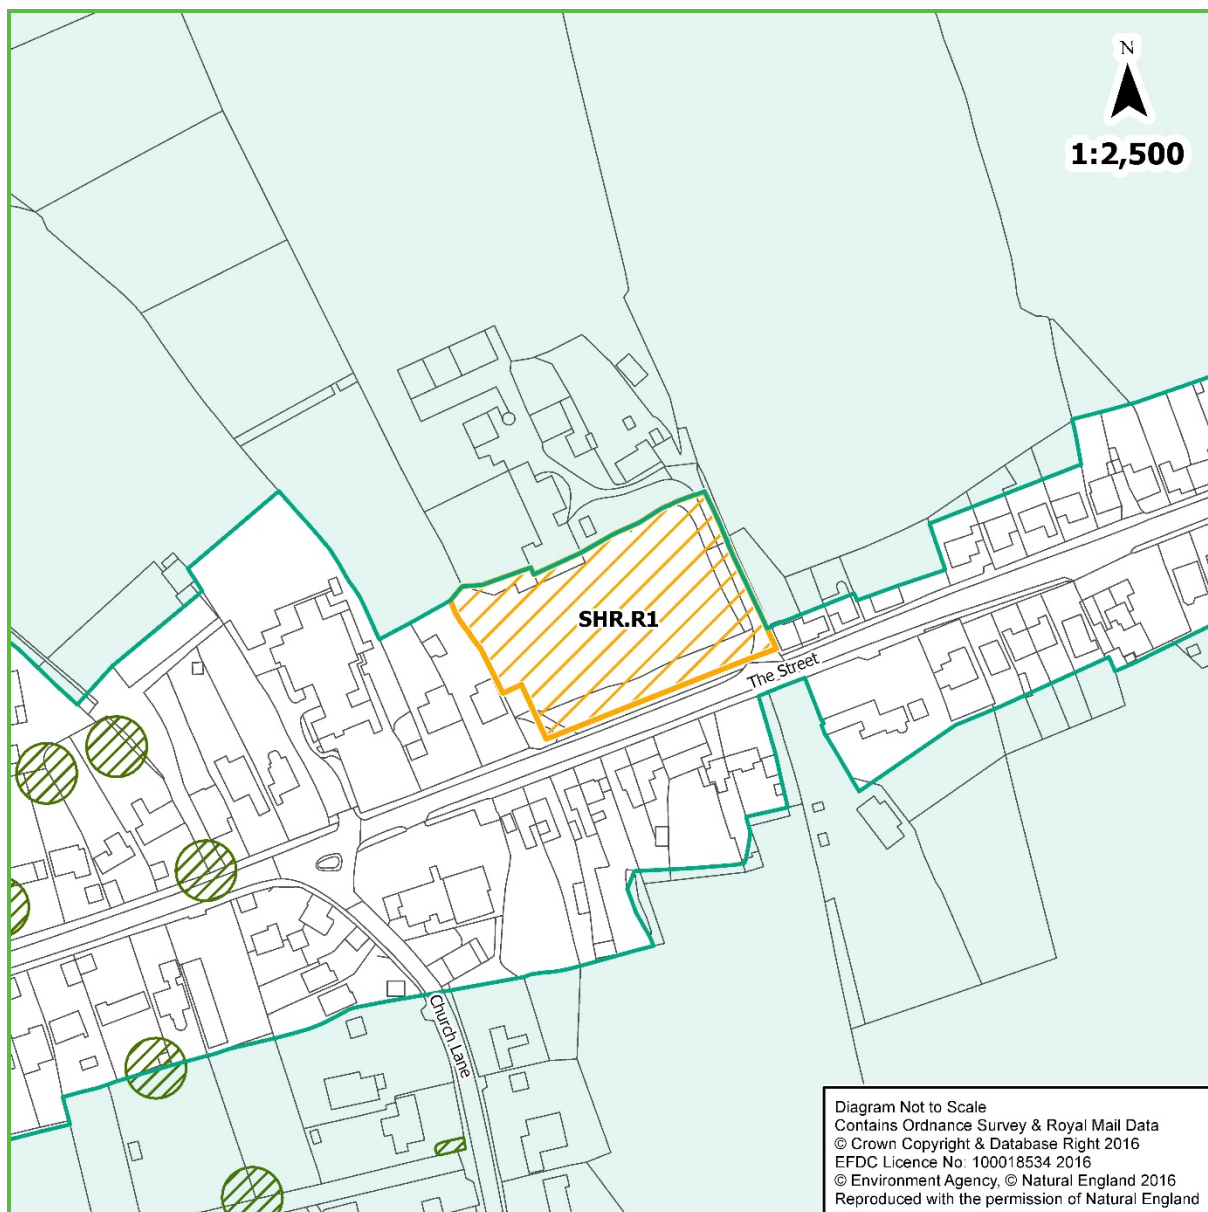 N
1:2,500
SHR.R1
The Street
Church Lane
Diagram Not to Scale
Contains Ordnance Survey & Royal Mail Data
© Crown Copyright & Database Right 2016
EFDC Licence No: 100018534 2016
© Environment Agency, © Natural England 2016
Reproduced with the permission of Natural England